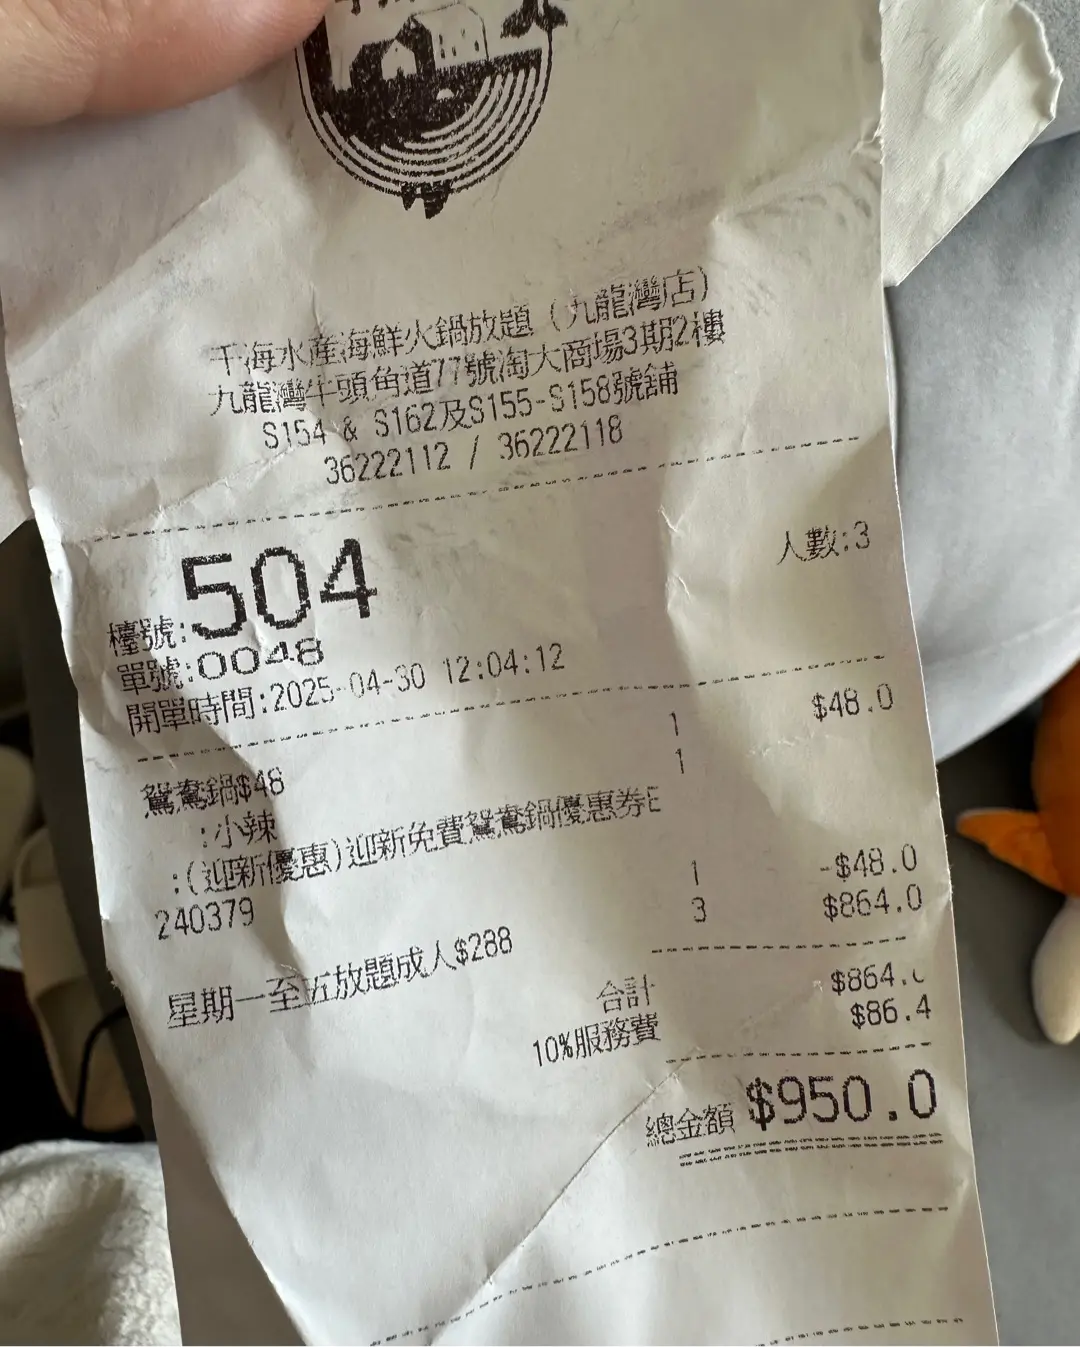 千海水産海鮮火鍋放題（九龍灣店）
九龍灣牛頭角道77號淘大商場3期2樓
S154 & S162及S155-S158號舖
36222112 / 36222118
人數:3
檯號:504
單號:0048
開單時間:2025-04-30 12:04:12
鴛鴦鍋$48 1 $48.0
:小辣 1
:(迎新優惠)迎新免費鴛鴦鍋優惠券E
240379 1 -$48.0
星期一至五放題成人$288 3 $864.0
合計 $864.0
10%服務費 $86.4
總金額 $950.0